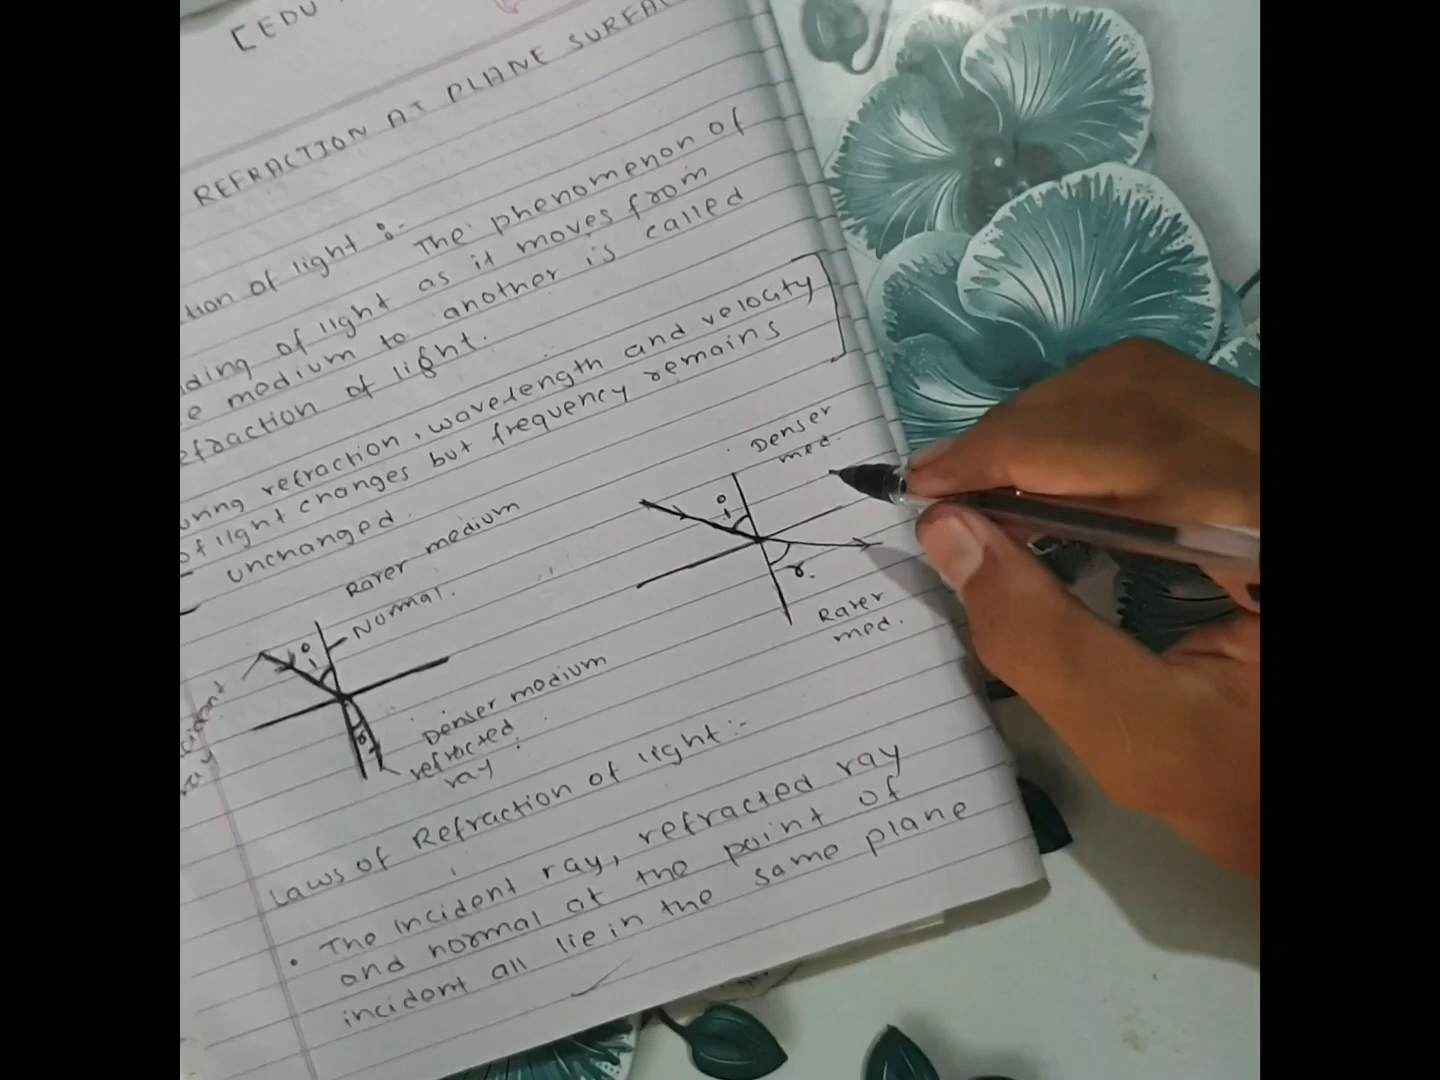 [EDU
REFRACTION AT PLANE SURFAC
tion of light :-
The phenomenon of
ding of light as it moves from
e medium to another is called
efraction of light.
uring refraction, wavelength and velocity
of light changes but frequency remains
unchanged.
Rarer medium
Normal.
i
Denser medium
refracted
ray
Denser
med.
i
r.
Rarer
med.
Laws of Refraction of light :-
• The incident ray, refracted ray
and normal at the point of
incident all lie in the same plane